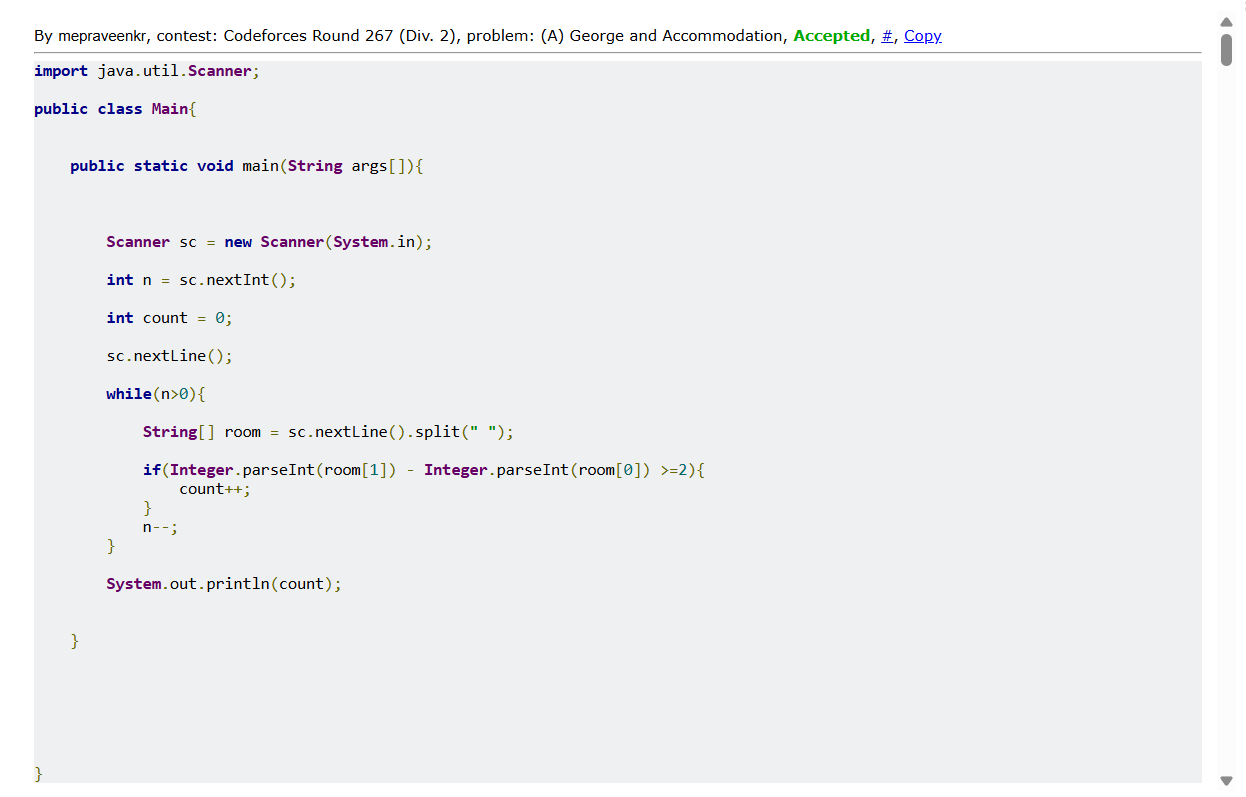 By mepraveenkr, contest: Codeforces Round 267 (Div. 2), problem: (A) George and Accommodation, Accepted, #, Copy
import java.util.Scanner;
public class Main{
public static void main(String args[]){
Scanner sc = new Scanner(System.in);
int n = sc.nextInt();
int count = 0;
sc.nextLine();
while(n>0){
String[] room = sc.nextLine().split(" ");
if(Integer.parseInt(room[1]) - Integer.parseInt(room[0]) >=2){
count++;
}
n--;
}
System.out.println(count);
}
}